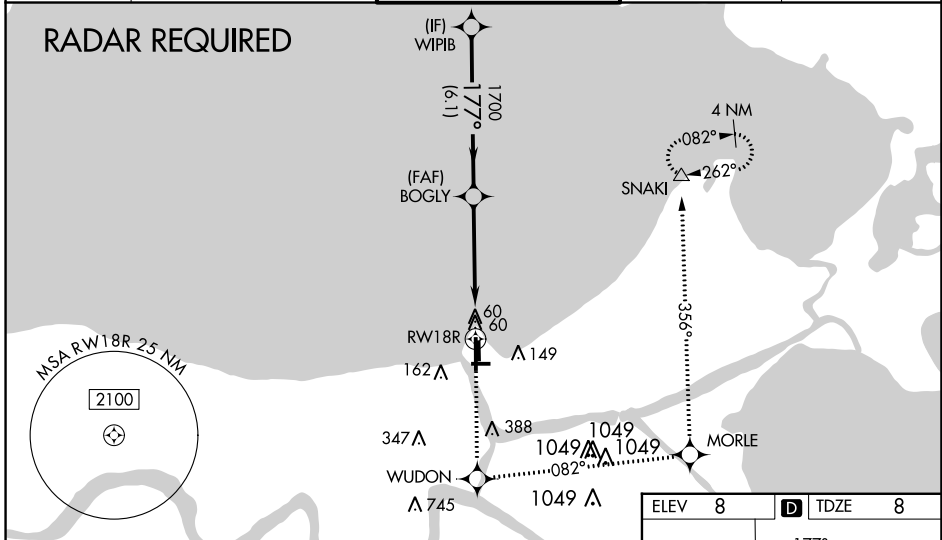 RADAR REQUIRED
(IF)
WIPIB
1700
177°
(6.1)
4 NM
082°
262°
SNAKI
(FAF)
BOGLY
60
60
RW18R
149
162
356°
MSA RW18R 25 NM
2100
388
347
1049
1049
1049
MORLE
082°
WUDON
745
1049
ELEV 8 D TDZE 8
177°